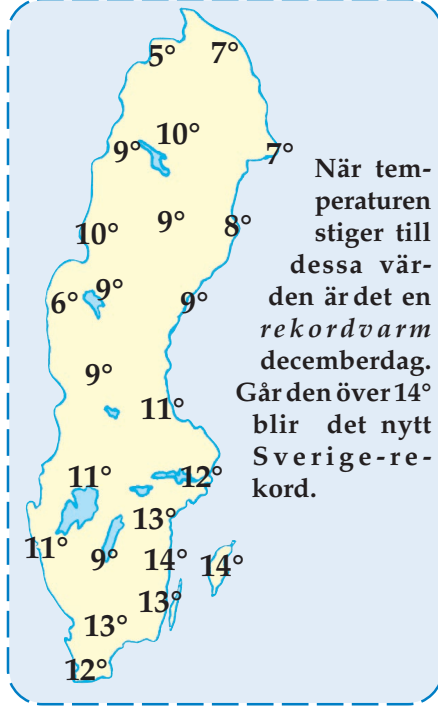 5° 7°
10°
9° 7°
När tem-
peraturen
stiger till
dessa vär-
den är det en
rekordvarm
decemberdag.
Går den över 14°
blir det nytt
Sverige-re-
kord.
9° 8°
10°
9°
6° 9°
9°
11°
11° 12°
13°
11° 9° 14° 14°
13°
13°
12°